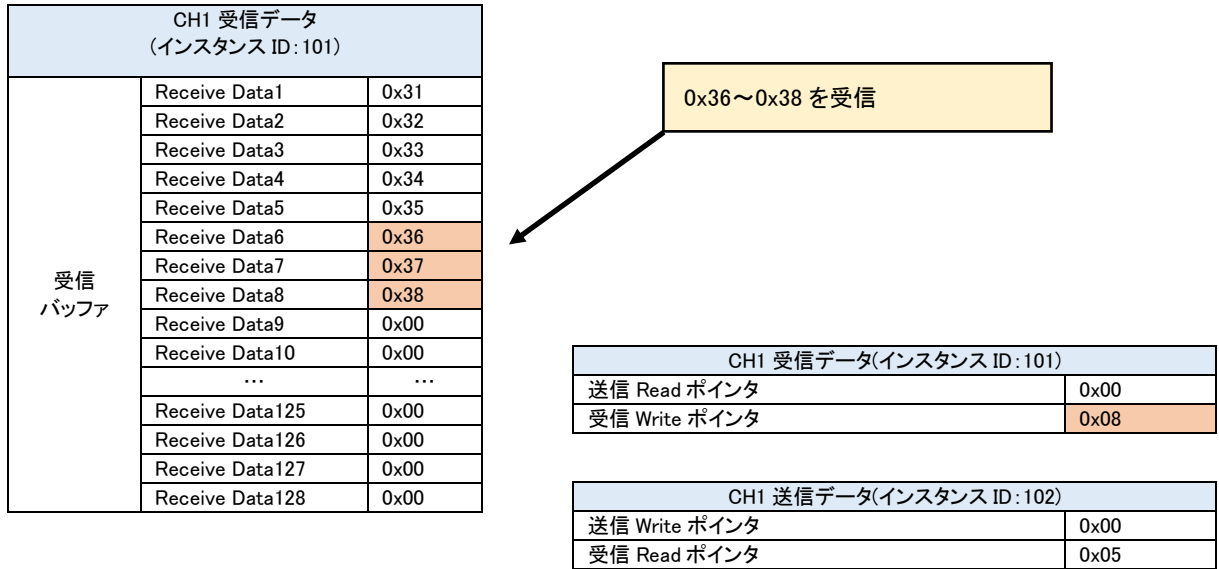 CH1 受信データ
(インスタンス ID:101)
受信
バッファ
Receive Data1 0x31
Receive Data2 0x32
Receive Data3 0x33
Receive Data4 0x34
Receive Data5 0x35
Receive Data6 0x36
Receive Data7 0x37
Receive Data8 0x38
Receive Data9 0x00
Receive Data10 0x00
… …
Receive Data125 0x00
Receive Data126 0x00
Receive Data127 0x00
Receive Data128 0x00
0x36～0x38 を受信
CH1 受信データ(インスタンス ID:101)
送信 Read ポインタ 0x00
受信 Write ポインタ 0x08
CH1 送信データ(インスタンス ID:102)
送信 Write ポインタ 0x00
受信 Read ポインタ 0x05